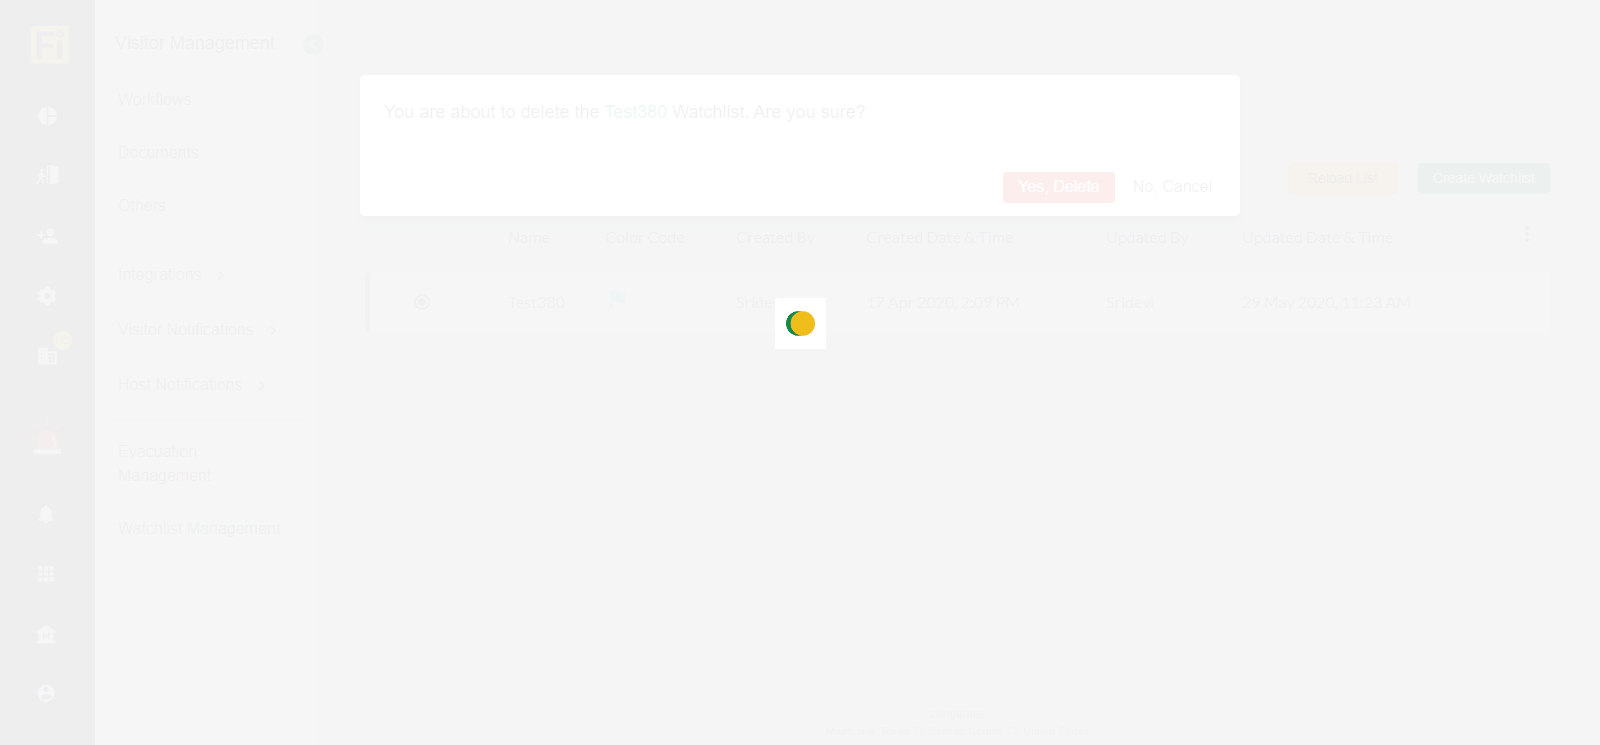 Fi
Visitor Management
Workflows
Documents
Others
Integrations
Visitor Notifications
Host Notifications
Evacuation
Management
Watchlist Management
You are about to delete the Test380 Watchlist. Are you sure?
Yes, Delete No, Cancel
Reload List Create Watchlist
Name Color Code Created By Created Date & Time Updated By Updated Date & Time
Test380 17 Apr 2020, 2:09 PM Sridevi 29 May 2020, 11:23 AM